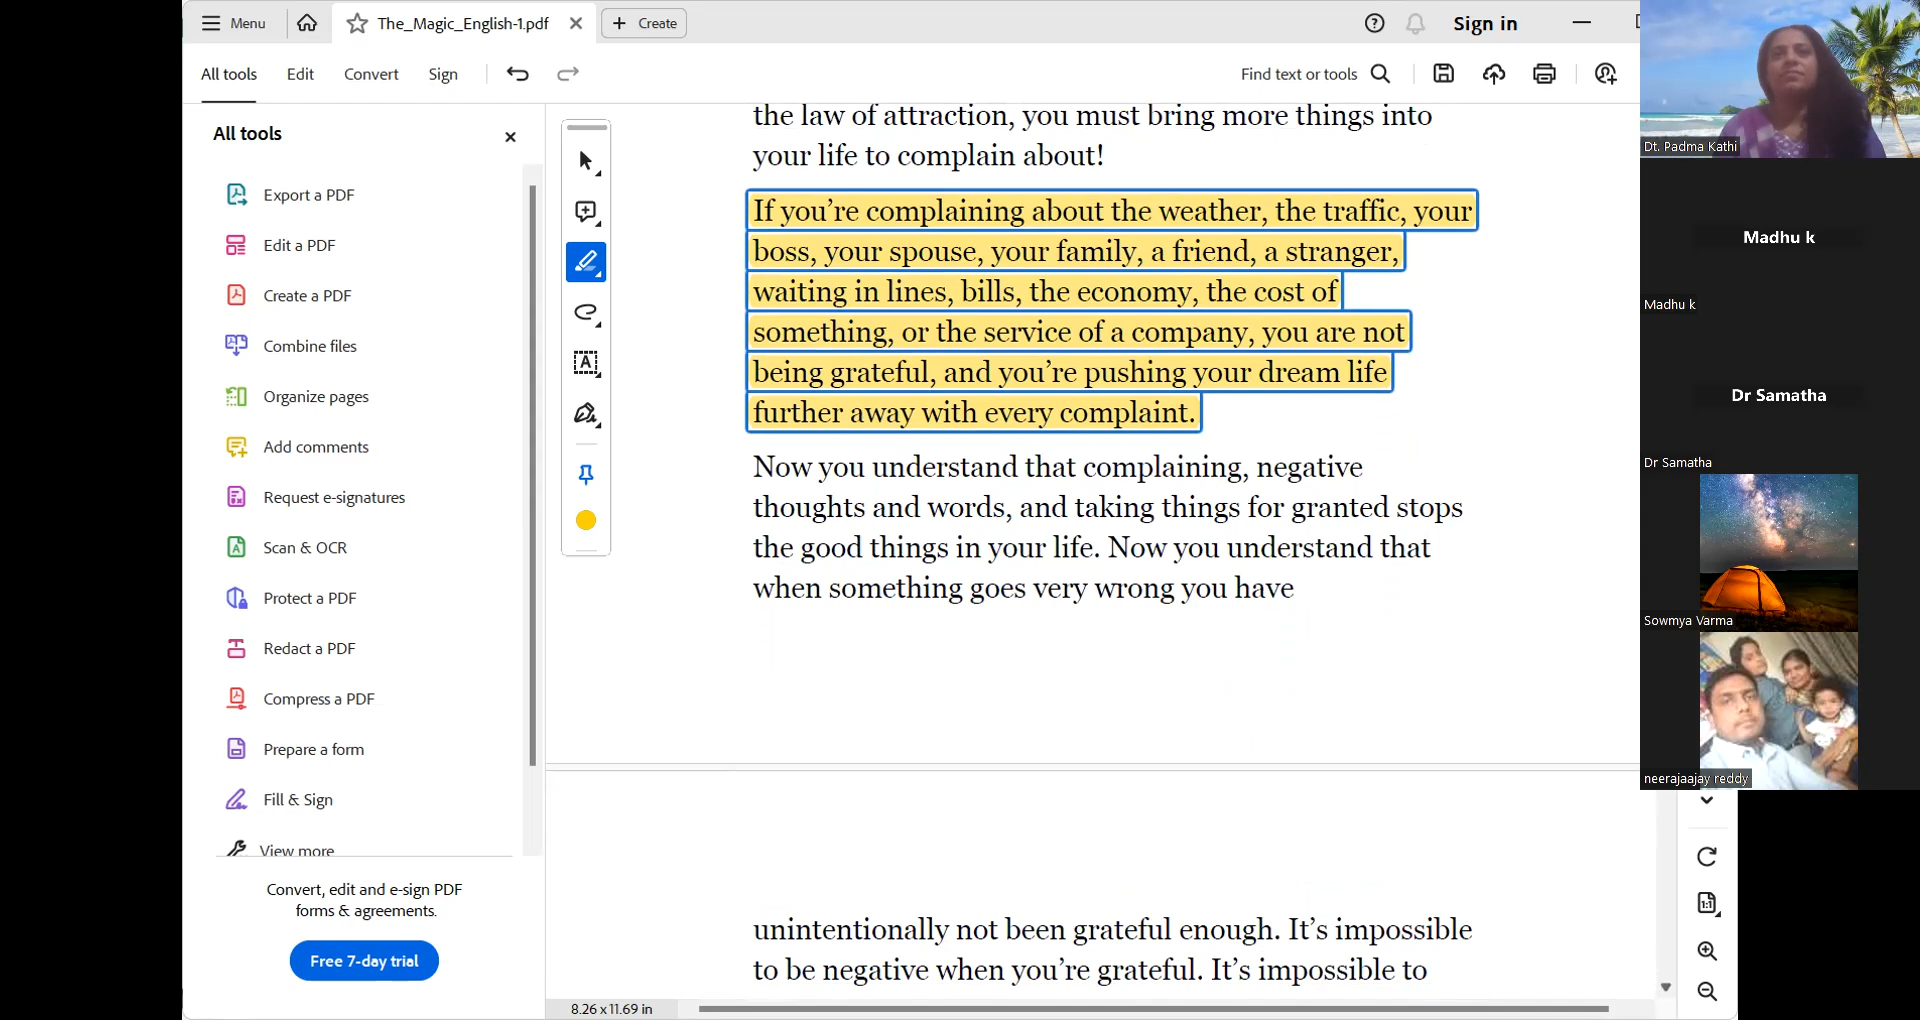 Menu
The_Magic_English-1.pdf
Create
Sign in
All tools
Edit
Convert
Sign
Find text or tools
All tools
Export a PDF
Edit a PDF
Create a PDF
Combine files
Organize pages
Add comments
Request e-signatures
Scan & OCR
Protect a PDF
Redact a PDF
Compress a PDF
Prepare a form
Fill & Sign
View more
Convert, edit and e-sign PDF
forms & agreements.
Free 7-day trial
the law of attraction, you must bring more things into
your life to complain about!
If you’re complaining about the weather, the traffic, your
boss, your spouse, your family, a friend, a stranger,
waiting in lines, bills, the economy, the cost of
something, or the service of a company, you are not
being grateful, and you’re pushing your dream life
further away with every complaint.
Now you understand that complaining, negative
thoughts and words, and taking things for granted stops
the good things in your life. Now you understand that
when something goes very wrong you have
unintentionally not been grateful enough. It’s impossible
to be negative when you’re grateful. It’s impossible to
8.26 x 11.69 in
Dt. Padma Kathi
Madhu k
Madhu k
Dr Samatha
Dr Samatha
Sowmya Varma
neerajaajay reddy